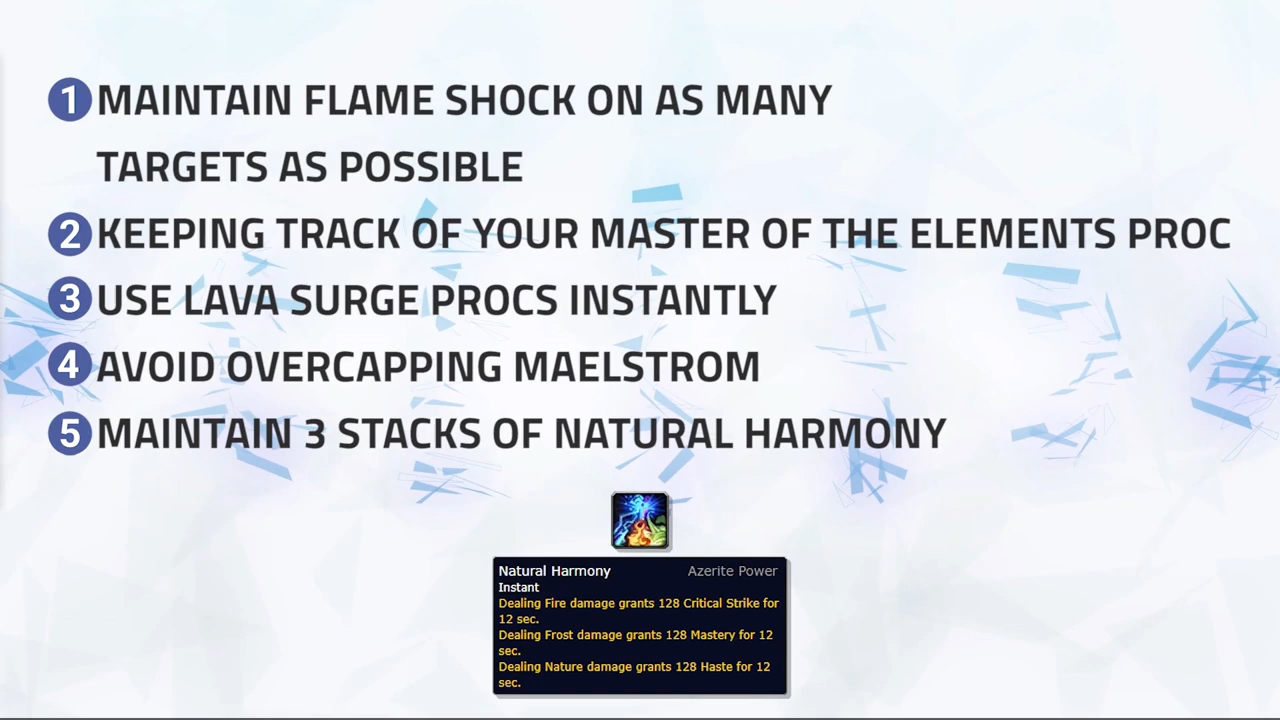 1 MAINTAIN FLAME SHOCK ON AS MANY
TARGETS AS POSSIBLE
2 KEEPING TRACK OF YOUR MASTER OF THE ELEMENTS PROC
3 USE LAVA SURGE PROCS INSTANTLY
4 AVOID OVERCAPPING MAELSTROM
5 MAINTAIN 3 STACKS OF NATURAL HARMONY
Natural Harmony Azerite Power
Instant
Dealing Fire damage grants 128 Critical Strike for
12 sec.
Dealing Frost damage grants 128 Mastery for 12
sec.
Dealing Nature damage grants 128 Haste for 12
sec.